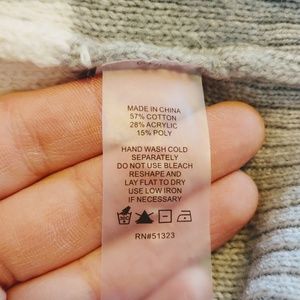 MADE IN CHINA
57% COTTON
28% ACRYLIC
15% POLY
HAND WASH COLD
SEPARATELY
DO NOT USE BLEACH
RESHAPE AND
LAY FLAT TO DRY
USE LOW IRON
IF NECESSARY
RN#51323